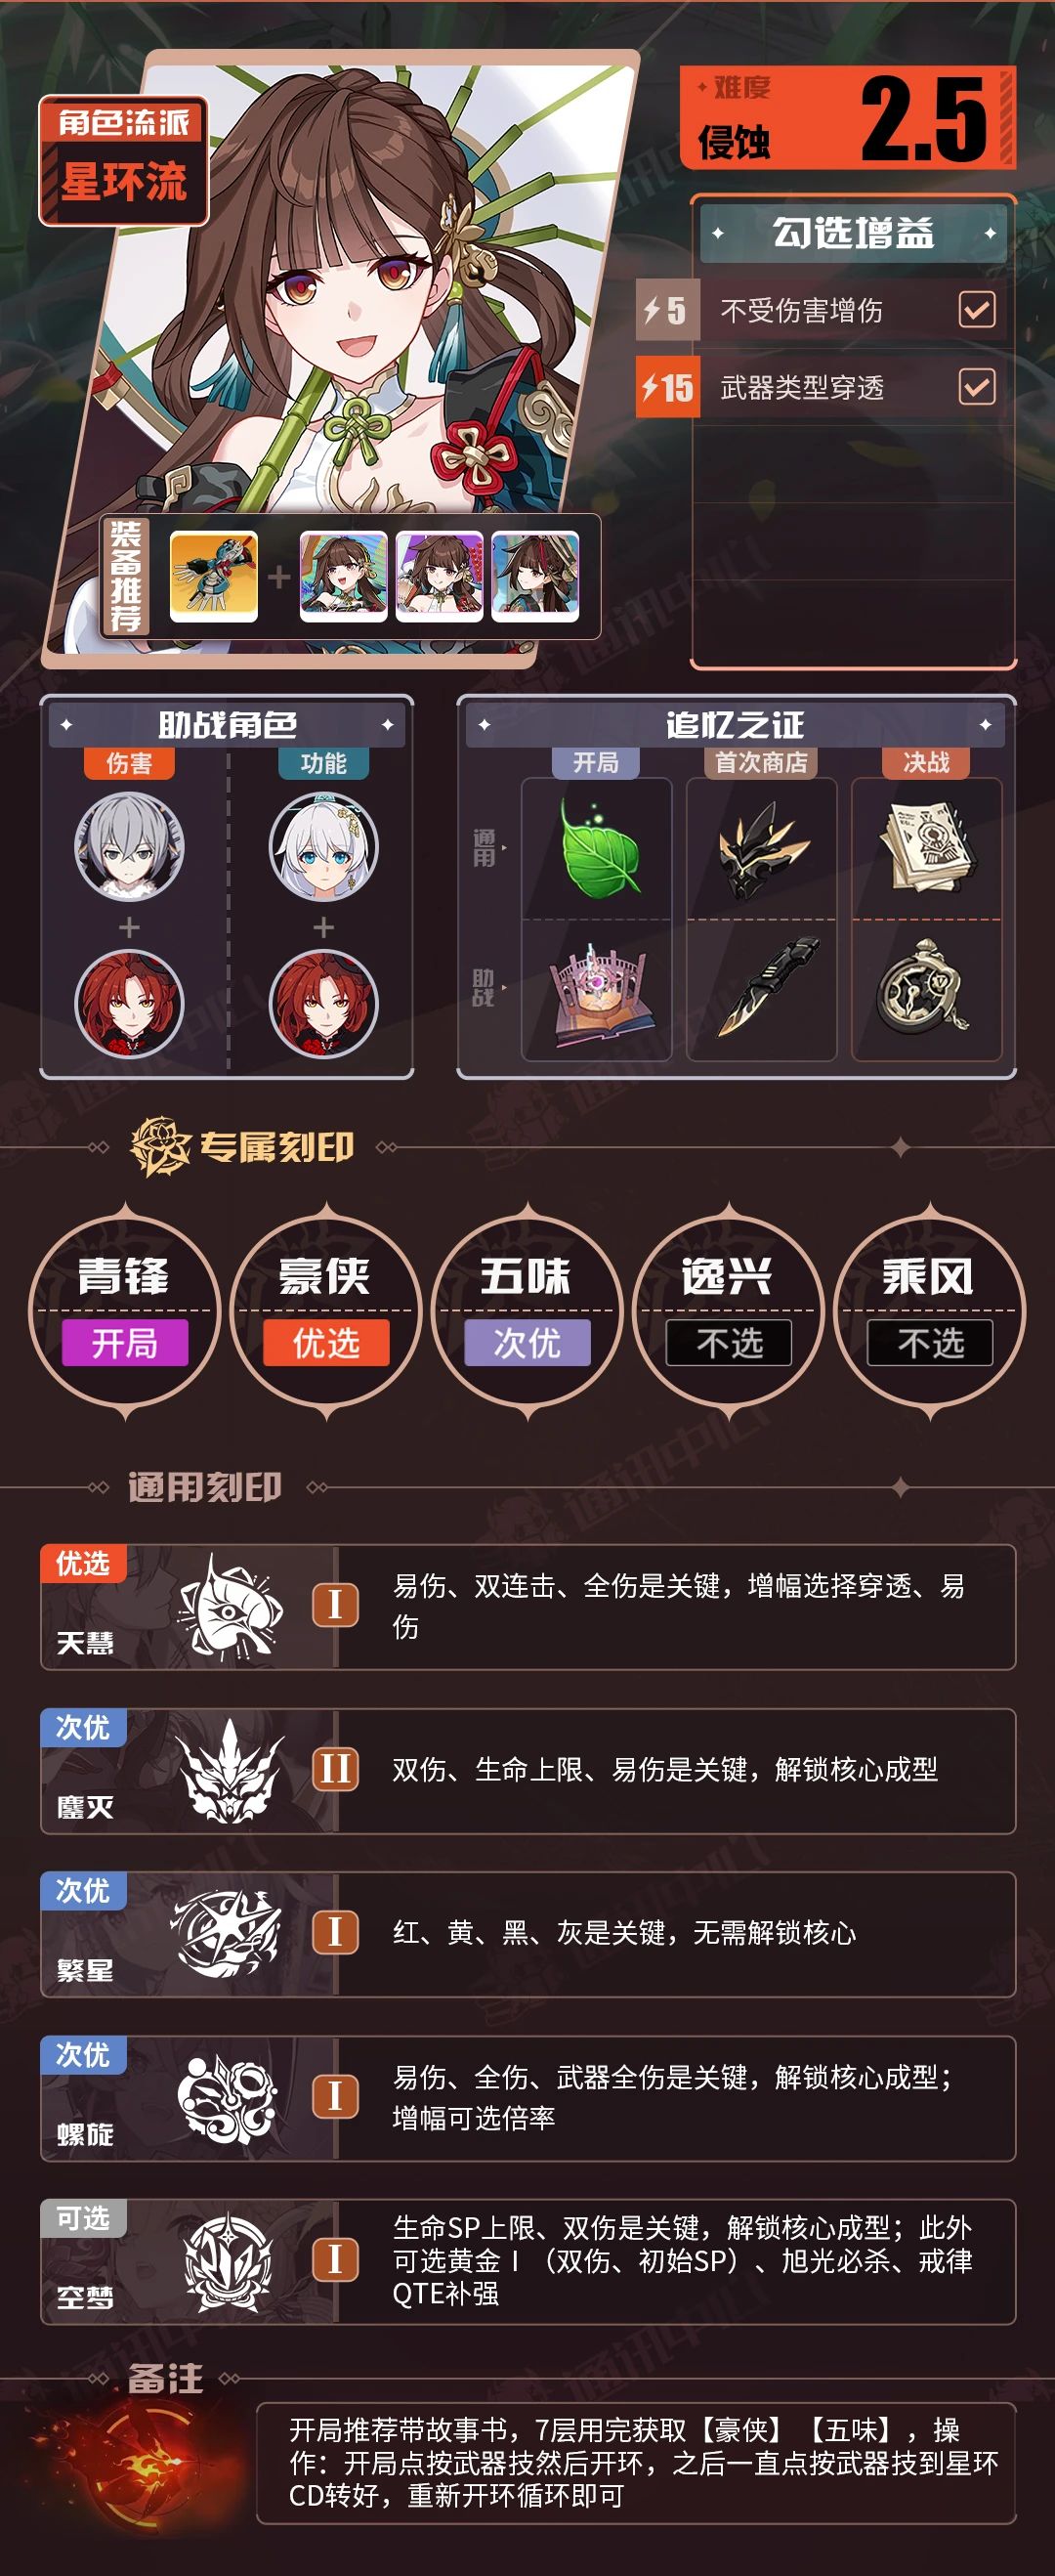 角色流派
星环流
难度
侵蚀
2.5
勾选增益
5 不受伤害增伤
15 武器类型穿透
装备推荐
+
助战角色
伤害 功能
+ +
追忆之证
开局 首次商店 决战
通用
助战
专属刻印
青锋 豪侠 五味 逸兴 乘风
开局 优选 次优 不选 不选
通用刻印
优选
天慧
I
易伤、双连击、全伤是关键，增幅选择穿透、易
伤
次优
鏖灭
II
双伤、生命上限、易伤是关键，解锁核心成型
次优
繁星
I
红、黄、黑、灰是关键，无需解锁核心
次优
螺旋
I
易伤、全伤、武器全伤是关键，解锁核心成型；
增幅可选倍率
可选
空梦
I
生命SP上限、双伤是关键，解锁核心成型；此外
可选黄金Ⅰ（双伤、初始SP）、旭光必杀、戒律
QTE补强
备注
开局推荐带故事书，7层用完获取【豪侠】【五味】，操
作：开局点按武器技然后开环，之后一直点按武器技到星环
CD转好，重新开环循环即可
通讯中心